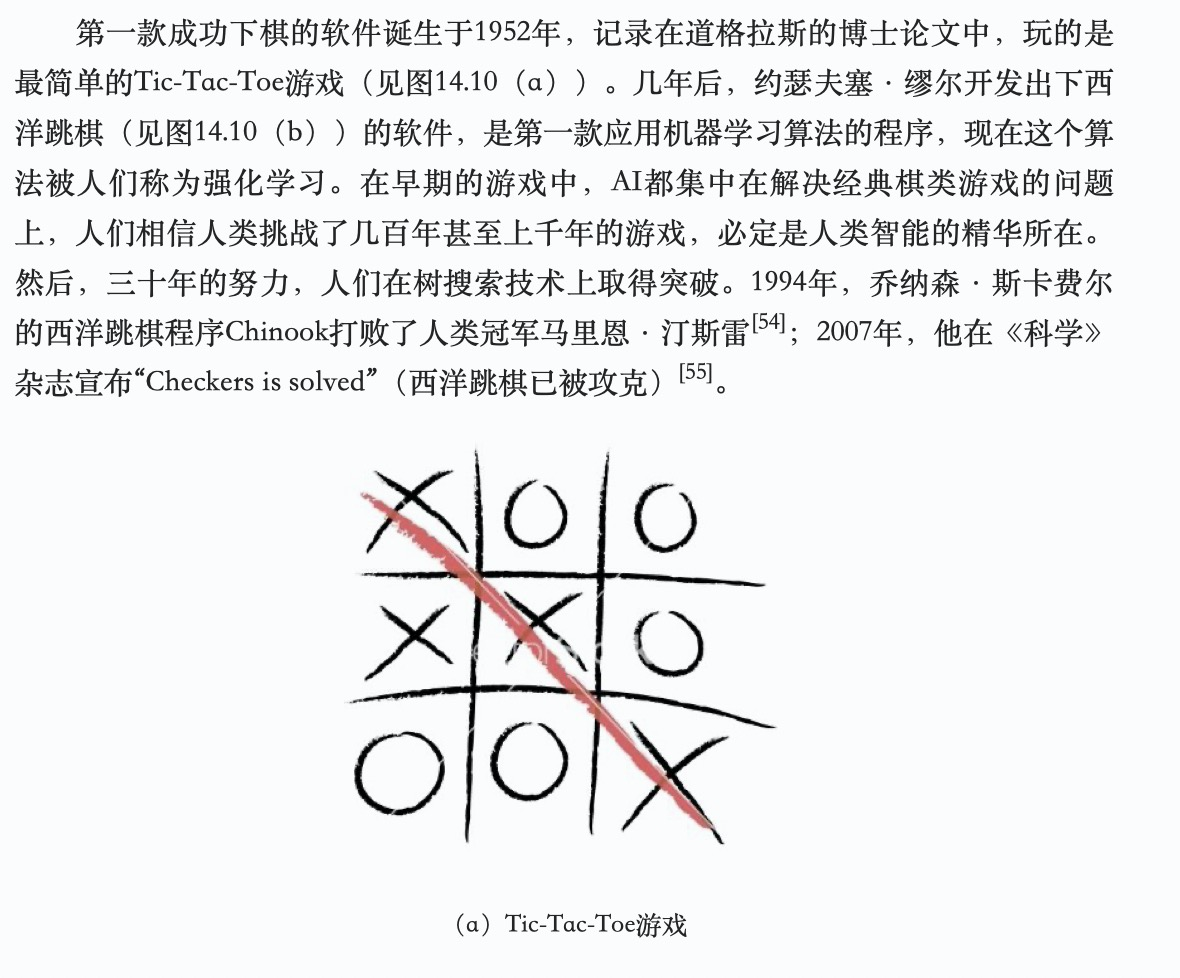 第一款成功下棋的软件诞生于1952年，记录在道格拉斯的博士论文中，玩的是
最简单的Tic-Tac-Toe游戏（见图14.10（a））。几年后，约瑟夫塞·缪尔开发出下西
洋跳棋（见图14.10（b））的软件，是第一款应用机器学习算法的程序，现在这个算
法被人们称为强化学习。在早期的游戏中，AI都集中在解决经典棋类游戏的问题
上，人们相信人类挑战了几百年甚至上千年的游戏，必定是人类智能的精华所在。
然后，三十年的努力，人们在树搜索技术上取得突破。1994年，乔纳森·斯卡费尔
的西洋跳棋程序Chinook打败了人类冠军马里恩·汀斯雷[54]；2007年，他在《科学》
杂志宣布“Checkers is solved”（西洋跳棋已被攻克）[55]。
X O O
X X O
O O X
（a）Tic-Tac-Toe游戏